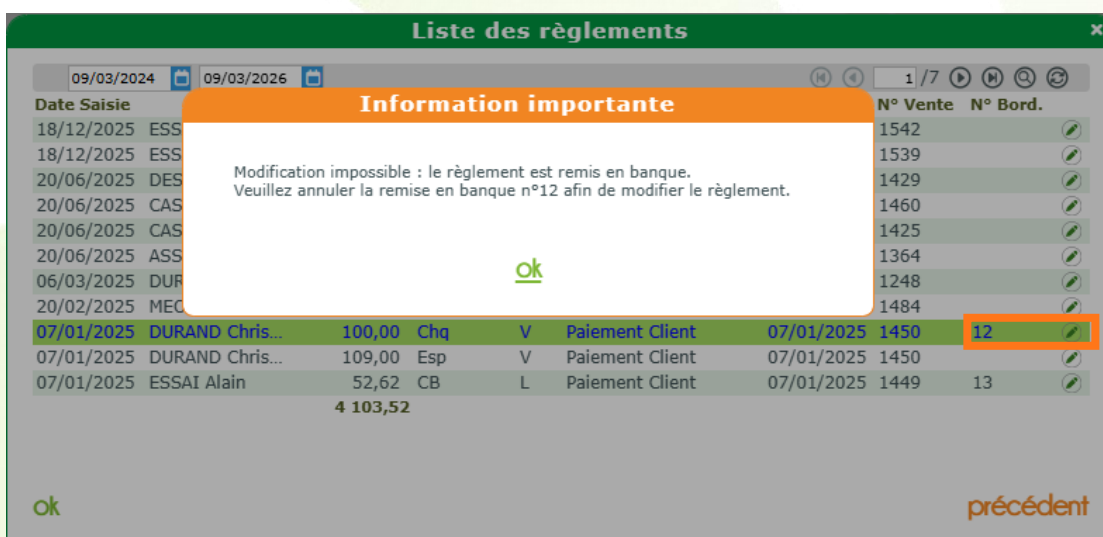 Liste des règlements x
09/03/2024 09/03/2026 1 /7
Date Saisie N° Vente N° Bord.
Information importante
18/12/2025 ESS 1542
18/12/2025 ESS 1539
20/06/2025 DES 1429
20/06/2025 CAS 1460
20/06/2025 CAS 1425
20/06/2025 ASS 1364
06/03/2025 DUR 1248
20/02/2025 MEC 1484
Modification impossible : le règlement est remis en banque.
Veuillez annuler la remise en banque n°12 afin de modifier le règlement.
ok
07/01/2025 DURAND Chris... 100,00 Chq V Paiement Client 07/01/2025 1450 12
07/01/2025 DURAND Chris... 109,00 Esp V Paiement Client 07/01/2025 1450
07/01/2025 ESSAI Alain 52,62 CB L Paiement Client 07/01/2025 1449 13
4 103,52
ok précédent